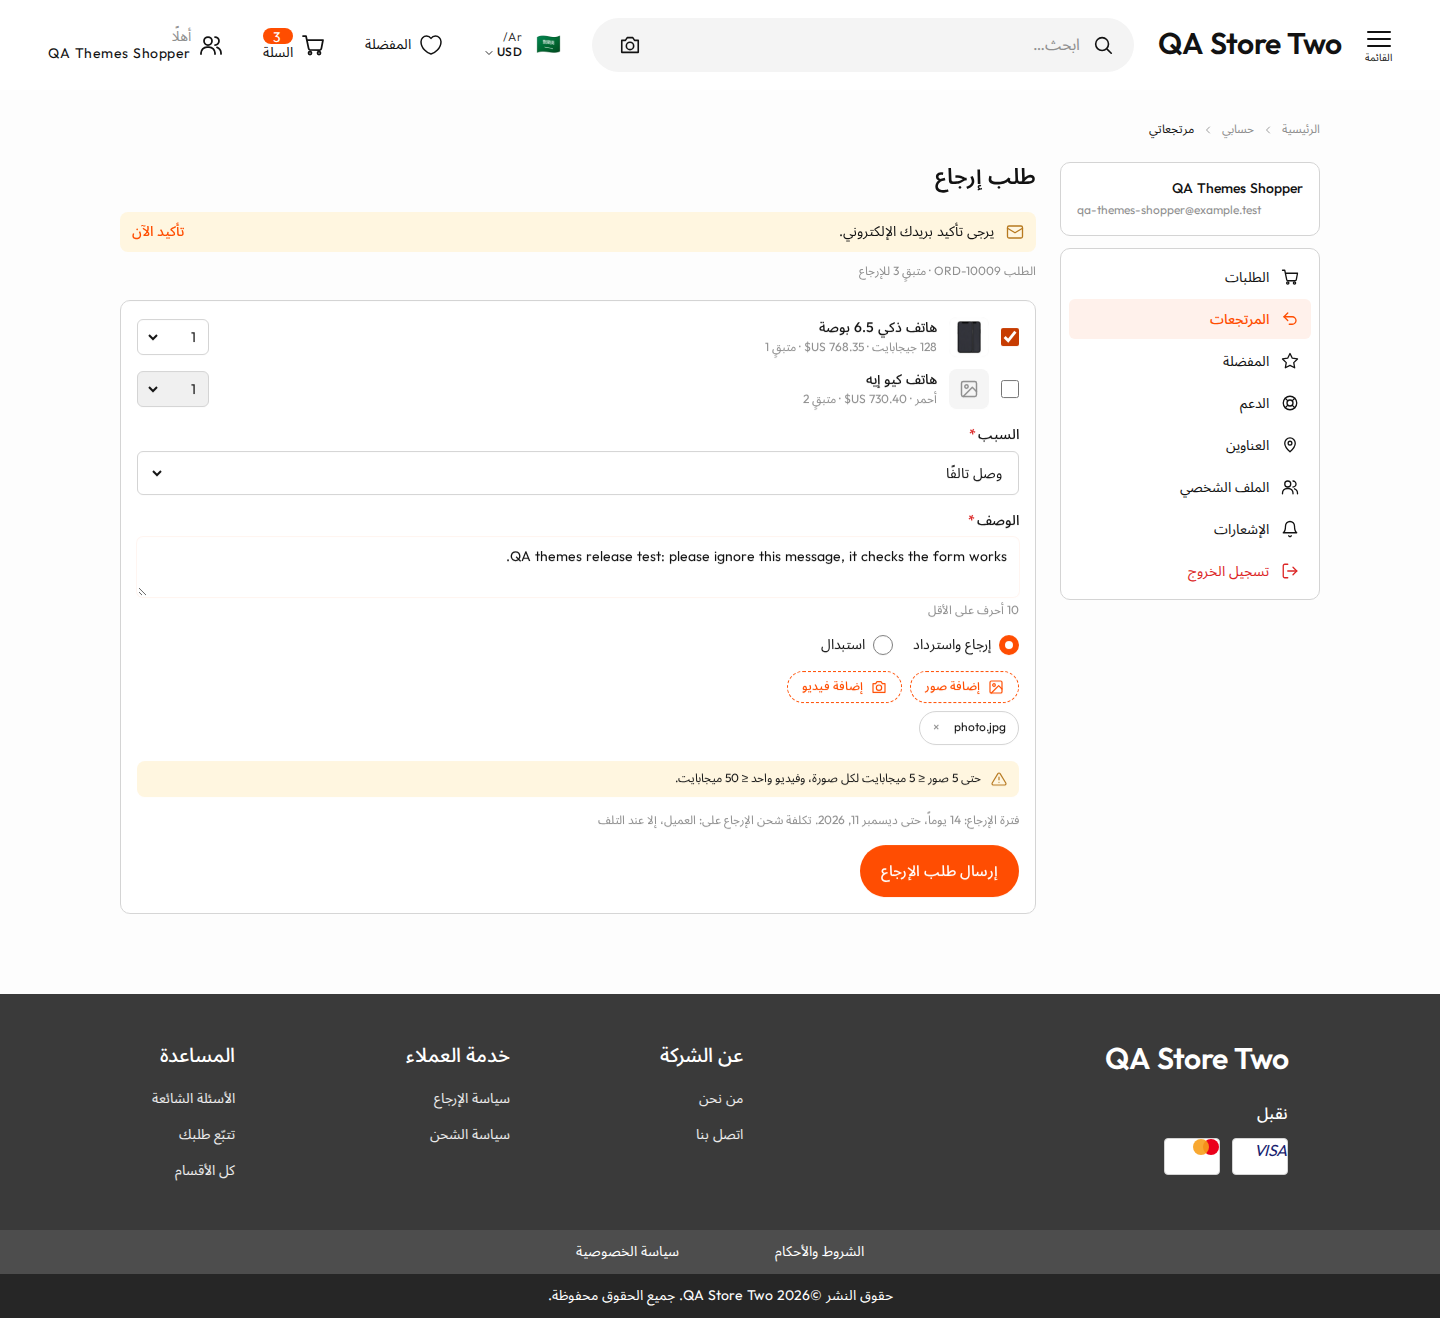 القائمة
QA Store Two
ابحث...
Ar/
USD
المفضلة
3
السلة
أهلًا
QA Themes Shopper
الرئيسية
حسابي
مرتجعاتي
QA Themes Shopper
qa-themes-shopper@example.test
الطلبات
المرتجعات
المفضلة
الدعم
العناوين
الملف الشخصي
الإشعارات
تسجيل الخروج
طلب إرجاع
يرجى تأكيد بريدك الإلكتروني.
تأكيد الآن
الطلب ORD-10009 · متبقٍ 3 للإرجاع
هاتف ذكي 6.5 بوصة
128 جيجابايت · US 768.35$ · متبقٍ 1
1
هاتف كيو إيه
أحمر · US 730.40$ · متبقٍ 2
1
السبب *
وصل تالفًا
الوصف *
QA themes release test: please ignore this message, it checks the form works.
10 أحرف على الأقل
إرجاع واسترداد
استبدال
إضافة صور
إضافة فيديو
photo.jpg ×
حتى 5 صور ≤ 5 ميجابايت لكل صورة، وفيديو واحد ≤ 50 ميجابايت.
فترة الإرجاع: 14 يوماً، حتى ديسمبر 11, 2026. تكلفة شحن الإرجاع على: العميل، إلا عند التلف
إرسال طلب الإرجاع
QA Store Two
نقبل
VISA
عن الشركة
من نحن
اتصل بنا
خدمة العملاء
سياسة الإرجاع
سياسة الشحن
المساعدة
الأسئلة الشائعة
تتبّع طلبك
كل الأقسام
الشروط والأحكام
سياسة الخصوصية
حقوق النشر ©2026 QA Store Two. جميع الحقوق محفوظة.